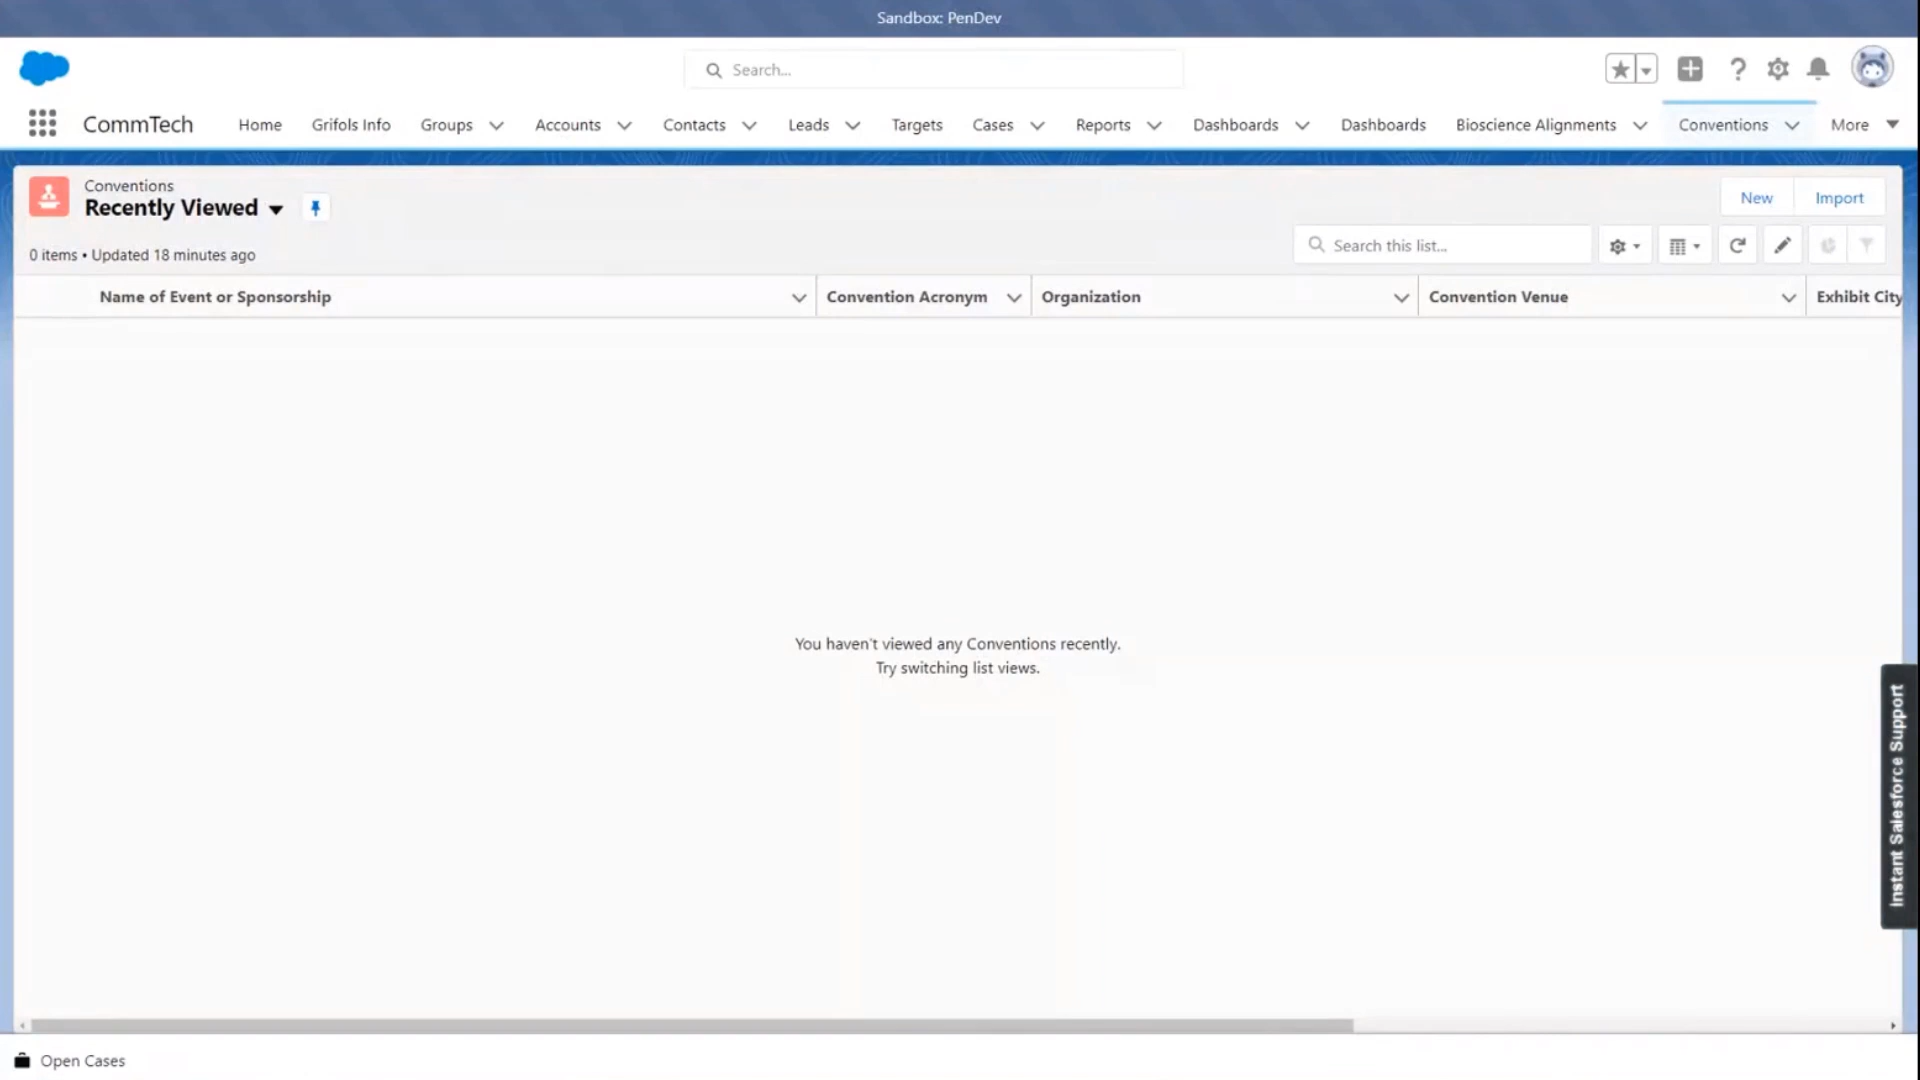 Sandbox: PenDev
Search...
CommTech Home Grifols Info Groups Accounts Contacts Leads Targets Cases Reports Dashboards Dashboards Bioscience Alignments Conventions More
Conventions
Recently Viewed
New Import
0 items • Updated 18 minutes ago
Search this list...
Name of Event or Sponsorship Convention Acronym Organization Convention Venue Exhibit City
You haven't viewed any Conventions recently.
Try switching list views.
Instant Salesforce Support
Open Cases